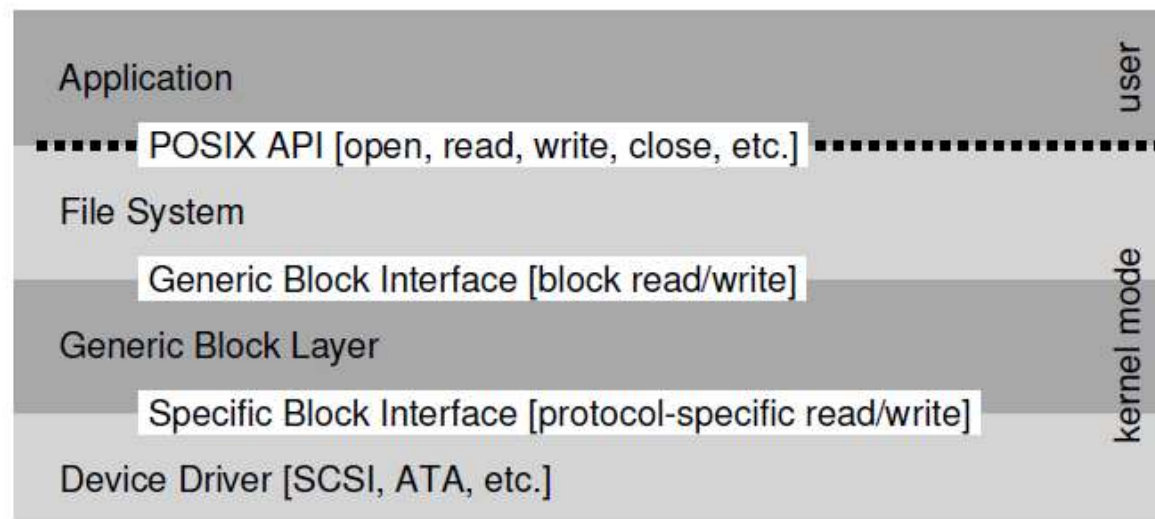 Application
user
POSIX API [open, read, write, close, etc.]
File System
Generic Block Interface [block read/write]
kernel mode
Generic Block Layer
Specific Block Interface [protocol-specific read/write]
Device Driver [SCSI, ATA, etc.]